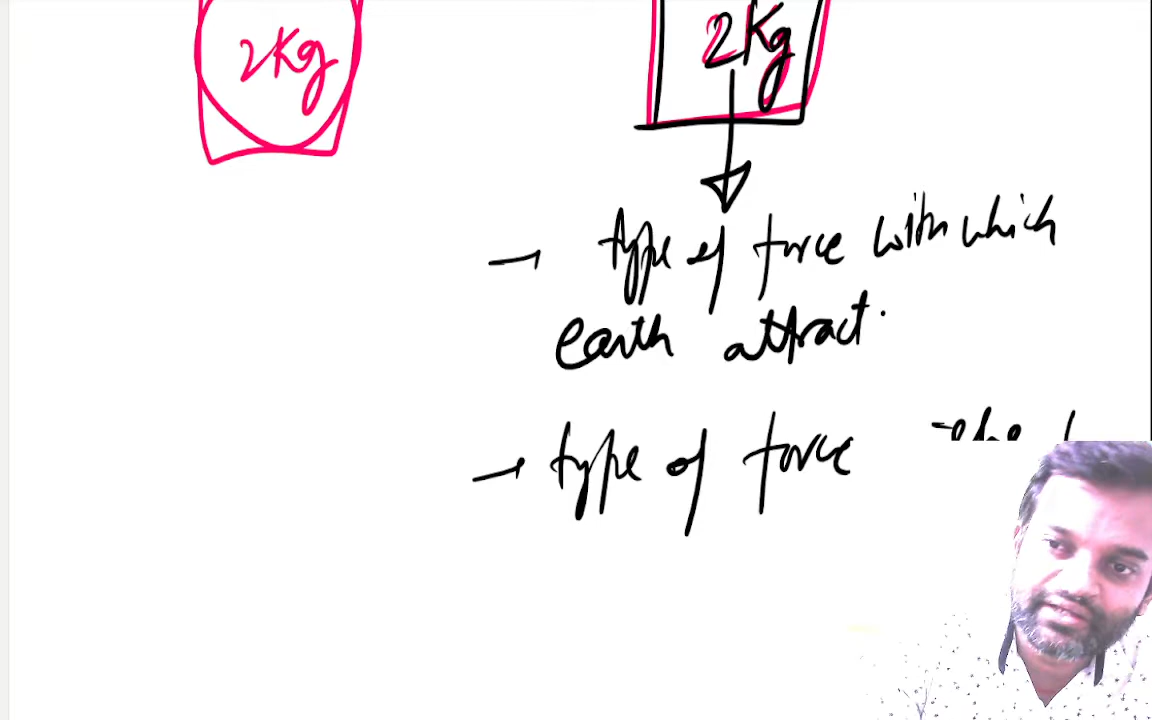 2Kg
2Kg
→ type of force with which
earth attract.
→ type of force